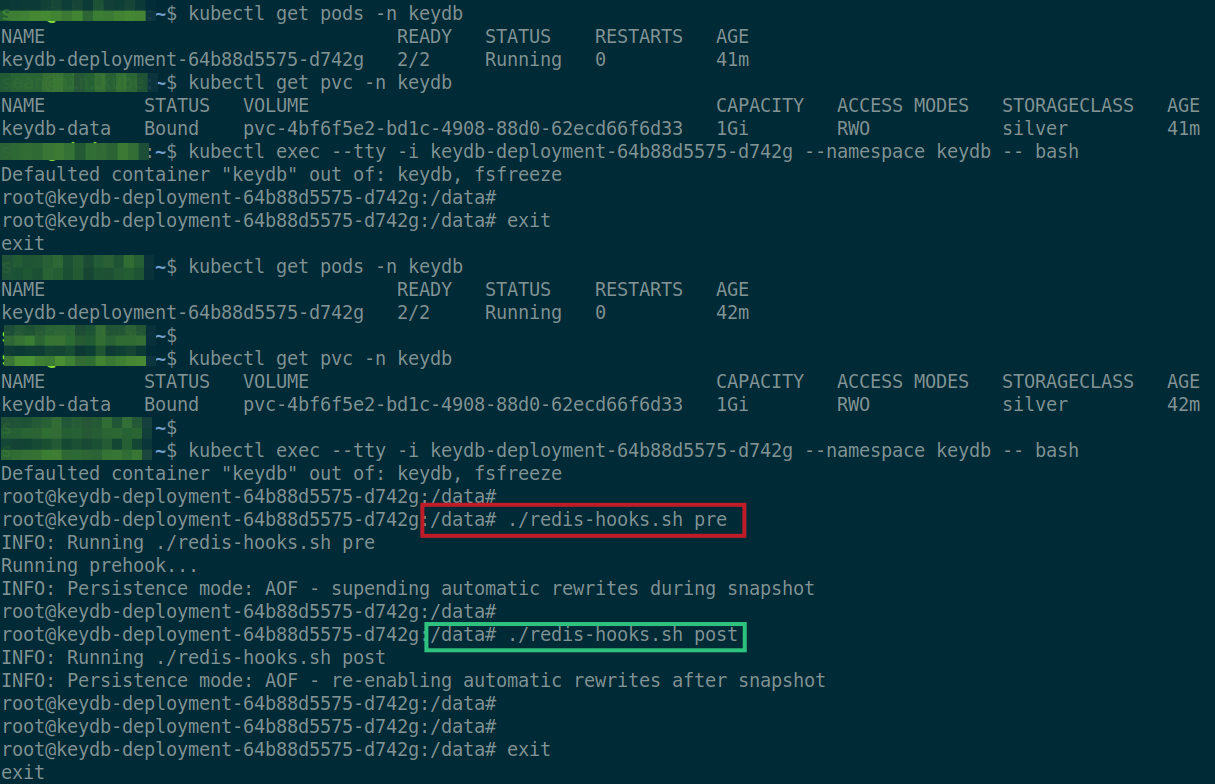 ~$ kubectl get pods -n keydb
NAME                                READY   STATUS    RESTARTS   AGE
keydb-deployment-64b88d5575-d742g   2/2     Running   0          41m
~$ kubectl get pvc -n keydb
NAME         STATUS   VOLUME                                     CAPACITY   ACCESS MODES   STORAGECLASS   AGE
keydb-data   Bound    pvc-4bf6f5e2-bd1c-4908-88d0-62ecd66f6d33   1Gi        RWO            silver         41m
:~$ kubectl exec --tty -i keydb-deployment-64b88d5575-d742g --namespace keydb -- bash
Defaulted container "keydb" out of: keydb, fsfreeze
root@keydb-deployment-64b88d5575-d742g:/data#
root@keydb-deployment-64b88d5575-d742g:/data# exit
exit
~$ kubectl get pods -n keydb
NAME                                READY   STATUS    RESTARTS   AGE
keydb-deployment-64b88d5575-d742g   2/2     Running   0          42m
~$
~$ kubectl get pvc -n keydb
NAME         STATUS   VOLUME                                     CAPACITY   ACCESS MODES   STORAGECLASS   AGE
keydb-data   Bound    pvc-4bf6f5e2-bd1c-4908-88d0-62ecd66f6d33   1Gi        RWO            silver         42m
~$
~$ kubectl exec --tty -i keydb-deployment-64b88d5575-d742g --namespace keydb -- bash
Defaulted container "keydb" out of: keydb, fsfreeze
root@keydb-deployment-64b88d5575-d742g:/data#
root@keydb-deployment-64b88d5575-d742g:/data# ./redis-hooks.sh pre
INFO: Running ./redis-hooks.sh pre
Running prehook...
INFO: Persistence mode: AOF - supending automatic rewrites during snapshot
root@keydb-deployment-64b88d5575-d742g:/data#
root@keydb-deployment-64b88d5575-d742g:/data# ./redis-hooks.sh post
INFO: Running ./redis-hooks.sh post
INFO: Persistence mode: AOF - re-enabling automatic rewrites after snapshot
root@keydb-deployment-64b88d5575-d742g:/data#
root@keydb-deployment-64b88d5575-d742g:/data#
root@keydb-deployment-64b88d5575-d742g:/data# exit
exit